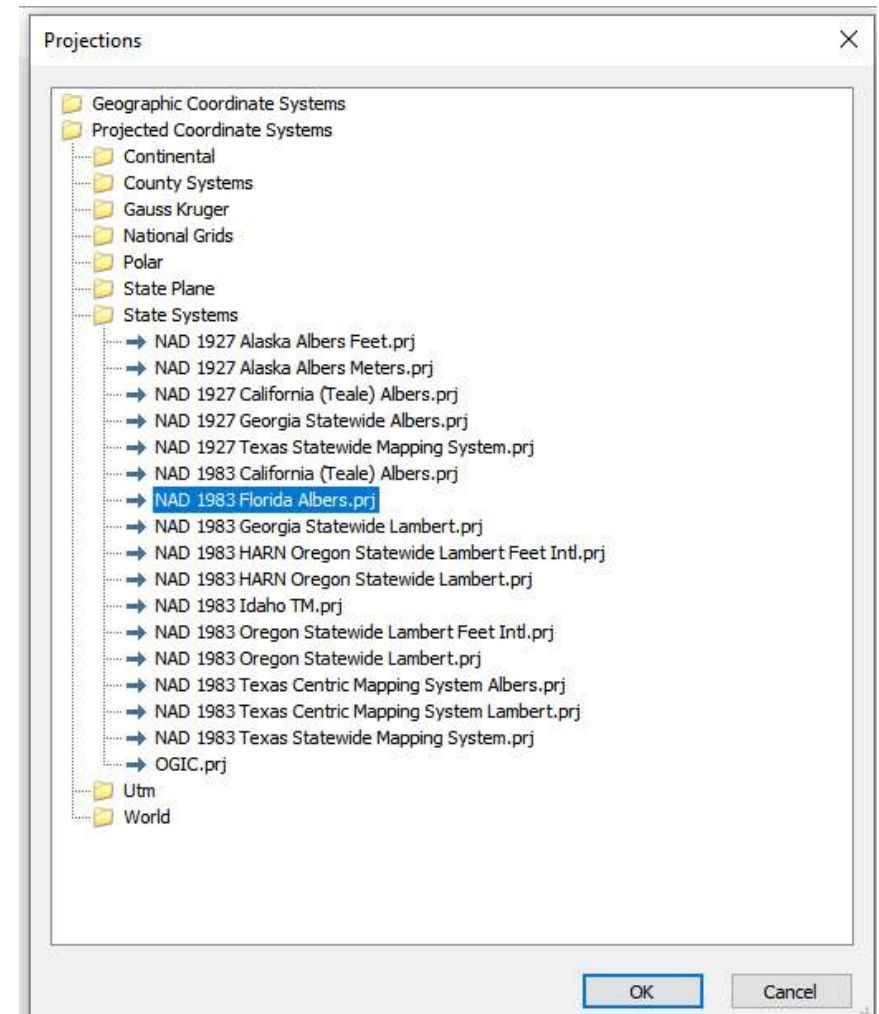 Projections
Geographic Coordinate Systems
Projected Coordinate Systems
Continental
County Systems
Gauss Kruger
National Grids
Polar
State Plane
State Systems
NAD 1927 Alaska Albers Feet.prj
NAD 1927 Alaska Albers Meters.prj
NAD 1927 California (Teale) Albers.prj
NAD 1927 Georgia Statewide Albers.prj
NAD 1927 Texas Statewide Mapping System.prj
NAD 1983 California (Teale) Albers.prj
NAD 1983 Florida Albers.prj
NAD 1983 Georgia Statewide Lambert.prj
NAD 1983 HARN Oregon Statewide Lambert Feet Intl.prj
NAD 1983 HARN Oregon Statewide Lambert.prj
NAD 1983 Idaho TM.prj
NAD 1983 Oregon Statewide Lambert Feet Intl.prj
NAD 1983 Oregon Statewide Lambert.prj
NAD 1983 Texas Centric Mapping System Albers.prj
NAD 1983 Texas Centric Mapping System Lambert.prj
NAD 1983 Texas Statewide Mapping System.prj
OGIC.prj
Utm
World
OK Cancel